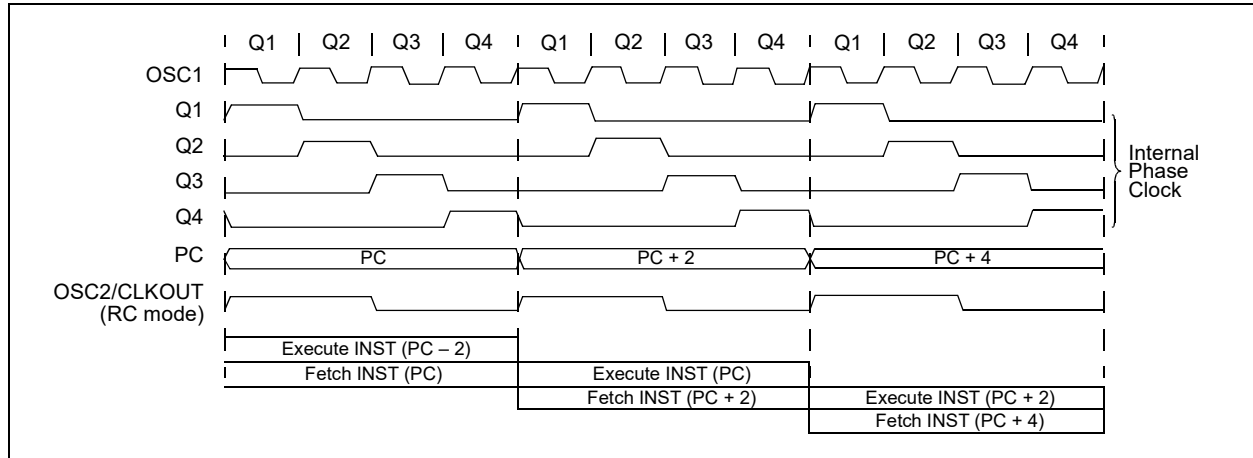 Q1 Q2 Q3 Q4 Q1 Q2 Q3 Q4 Q1 Q2 Q3 Q4
OSC1
Q1
Q2
Q3
Q4
Internal
Phase
Clock
PC PC PC + 2 PC + 4
OSC2/CLKOUT
(RC mode)
Execute INST (PC – 2)
Fetch INST (PC) Execute INST (PC)
Fetch INST (PC + 2) Execute INST (PC + 2)
Fetch INST (PC + 4)